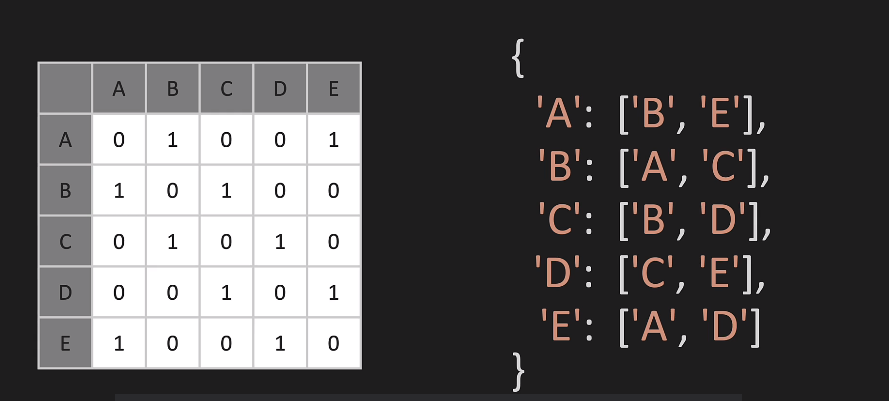 A B C D E
A 0 1 0 0 1
B 1 0 1 0 0
C 0 1 0 1 0
D 0 0 1 0 1
E 1 0 0 1 0
{
'A': ['B', 'E'],
'B': ['A', 'C'],
'C': ['B', 'D'],
'D': ['C', 'E'],
'E': ['A', 'D']
}